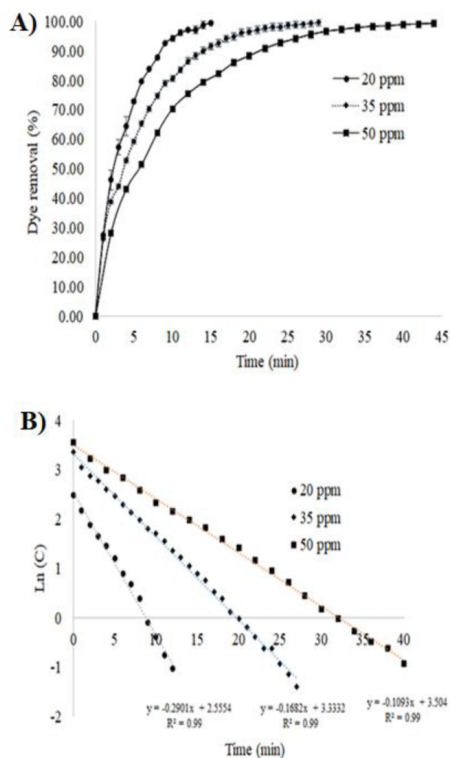 A)
100.00
90.00
80.00
70.00
60.00
50.00
40.00
30.00
20.00
10.00
0.00
Dye removal (%)
20 ppm
35 ppm
50 ppm
0 5 10 15 20 25 30 35 40 45
Time (min)
B)
4
3
2
1
0
-1
-2
Ln (C)
20 ppm
35 ppm
50 ppm
0 5 10 15 20 25 30 35 40
y = -0.2901x + 2.5554
R² = 0.99
y = -0.1682x + 3.3332
R² = 0.99
y = -0.1093x + 3.504
R² = 0.99
Time (min)